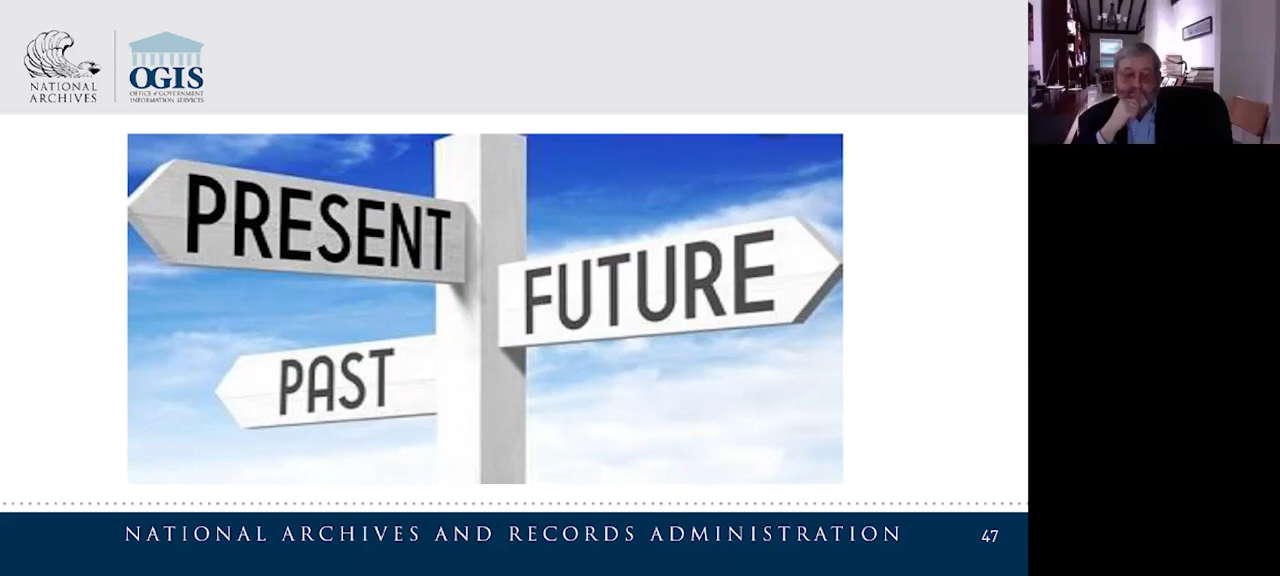 NATIONAL
ARCHIVES
OGIS
OFFICE of GOVERNMENT
INFORMATION SERVICES
PRESENT
FUTURE
PAST
NATIONAL ARCHIVES AND RECORDS ADMINISTRATION
47